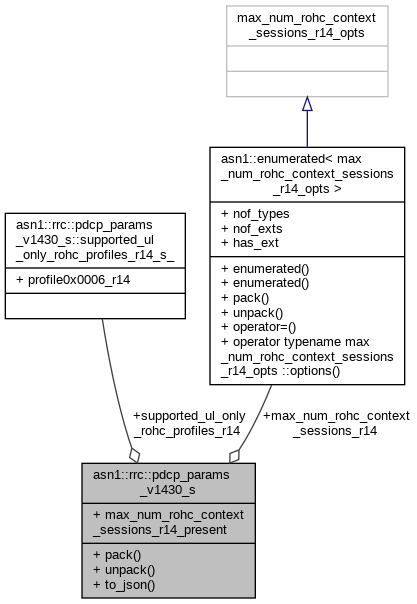 max_num_rohc_context
_sessions_r14_opts
asn1::enumerated< max
_num_rohc_context_sessions
_r14_opts >
+ nof_types
+ nof_exts
+ has_ext
+ enumerated()
+ enumerated()
+ pack()
+ unpack()
+ operator=()
+ operator typename max
_num_rohc_context_sessions
_r14_opts ::options()
asn1::rrc::pdcp_params
_v1430_s::supported_ul
_only_rohc_profiles_r14_s_
+ profile0x0006_r14
+supported_ul_only
_rohc_profiles_r14
+max_num_rohc_context
_sessions_r14
asn1::rrc::pdcp_params
_v1430_s
+ max_num_rohc_context
_sessions_r14_present
+ pack()
+ unpack()
+ to_json()